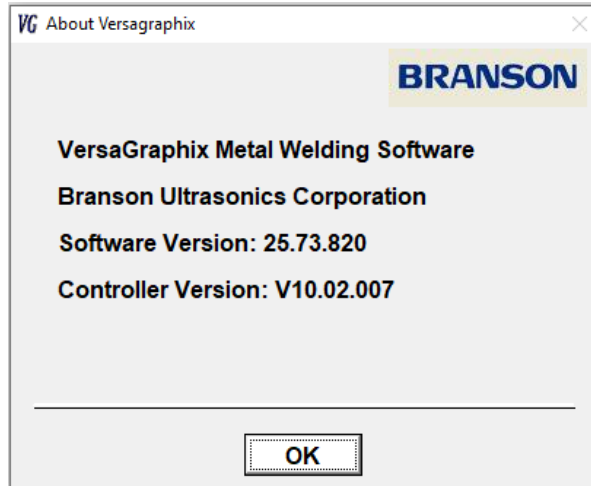 VG About Versagraphix
BRANSON
VersaGraphix Metal Welding Software
Branson Ultrasonics Corporation
Software Version: 25.73.820
Controller Version: V10.02.007
OK